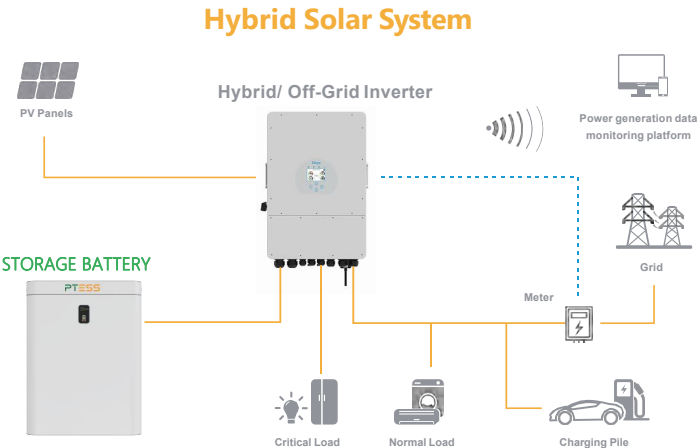 Hybrid Solar System
Hybrid/ Off-Grid Inverter
PV Panels
Power generation data
monitoring platform
Grid
STORAGE BATTERY
PTESS
Meter
Critical Load
Normal Load
Charging Pile